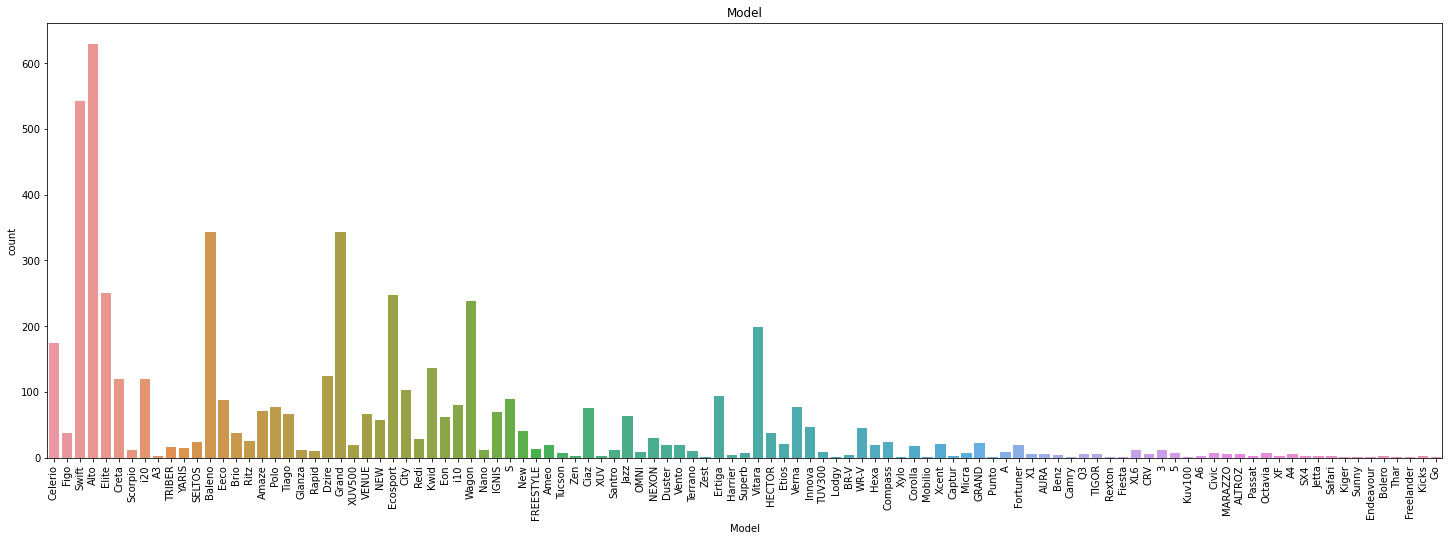 Model
600
500
400
300
200
100
0
count
Celerio
Figo
Swift
Alto
Elite
Creta
Scorpio
i20
A3
TRIBER
YARIS
SELTOS
Baleno
Eeco
Brio
Ritz
Amaze
Polo
Tiago
Glanza
Rapid
Dzire
Grand
XUV500
VENUE
NEW
Ecosport
City
Redi
Kwid
Eon
i10
Wagon
Nano
IGNIS
S
New
FREESTYLE
Ameo
Tucson
Zen
Ciaz
XUV
Santro
Jazz
OMNI
NEXON
Duster
Vento
Terrano
Zest
Ertiga
Harrier
Superb
Vitara
HECTOR
Etios
Verna
Innova
TUV300
Lodgy
BR-V
WR-V
Hexa
Compass
Xylo
Corolla
Mobilio
Xcent
Captur
Micra
GRAND
Punto
A
Fortuner
X1
AURA
Benz
Camry
Q3
TIGOR
Rexton
Fiesta
XL6
CRV
3
5
Kuv100
A6
Civic
MARAZZO
ALTROZ
Passat
Octavia
XF
A4
SX4
Jetta
Safari
Kiger
Sunny
Endeavour
Bolero
Thar
Freelander
Kicks
Go
Model